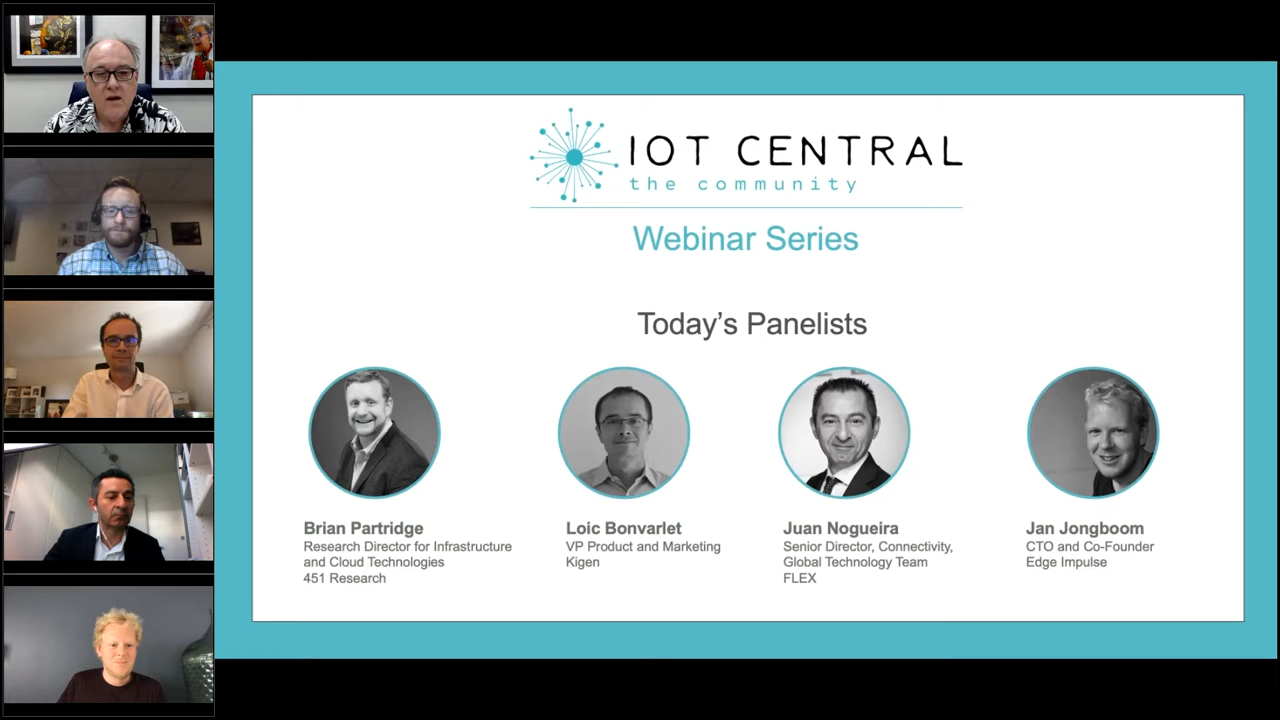 IOT CENTRAL
the community
Webinar Series
Today's Panelists
Brian Partridge
Research Director for Infrastructure
and Cloud Technologies
451 Research
Loic Bonvarlet
VP Product and Marketing
Kigen
Juan Nogueira
Senior Director, Connectivity,
Global Technology Team
FLEX
Jan Jongboom
CTO and Co-Founder
Edge Impulse